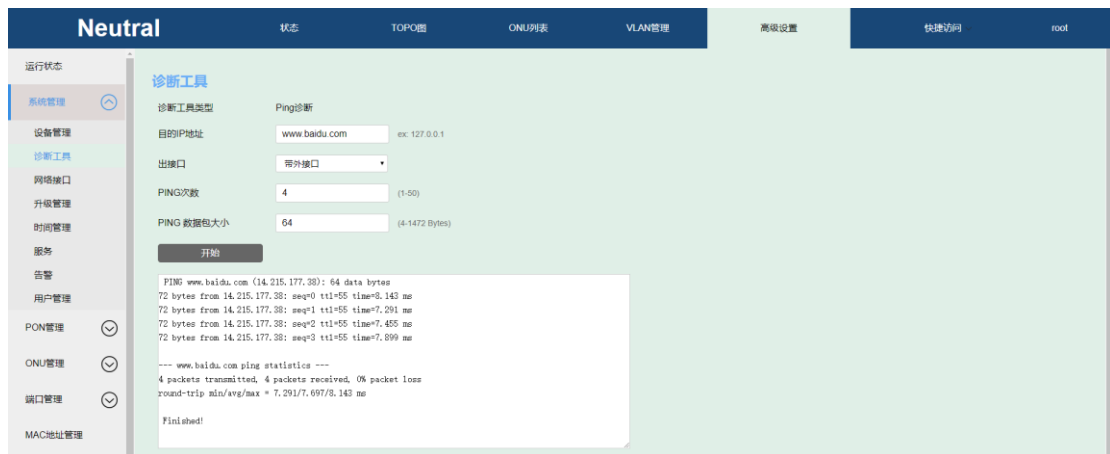 Neutral 状态 TOPO图 ONU列表 VLAN管理 高级设置 快捷访问 root
运行状态
系统管理
设备管理
诊断工具
网络接口
升级管理
时间管理
服务
告警
用户管理
PON管理
ONU管理
端口管理
MAC地址管理
诊断工具
诊断工具类型 Ping诊断
目的IP地址 www.baidu.com ex: 127.0.0.1
出接口 带外接口
PING次数 4 (1-50)
PING 数据包大小 64 (4-1472 Bytes)
开始
PING www.baidu.com (14.215.177.38): 64 data bytes
72 bytes from 14.215.177.38: seq=0 ttl=55 time=8.143 ms
72 bytes from 14.215.177.38: seq=1 ttl=55 time=7.291 ms
72 bytes from 14.215.177.38: seq=2 ttl=55 time=7.455 ms
72 bytes from 14.215.177.38: seq=3 ttl=55 time=7.899 ms
--- www.baidu.com ping statistics ---
4 packets transmitted, 4 packets received, 0% packet loss
round-trip min/avg/max = 7.291/7.697/8.143 ms
Finished!